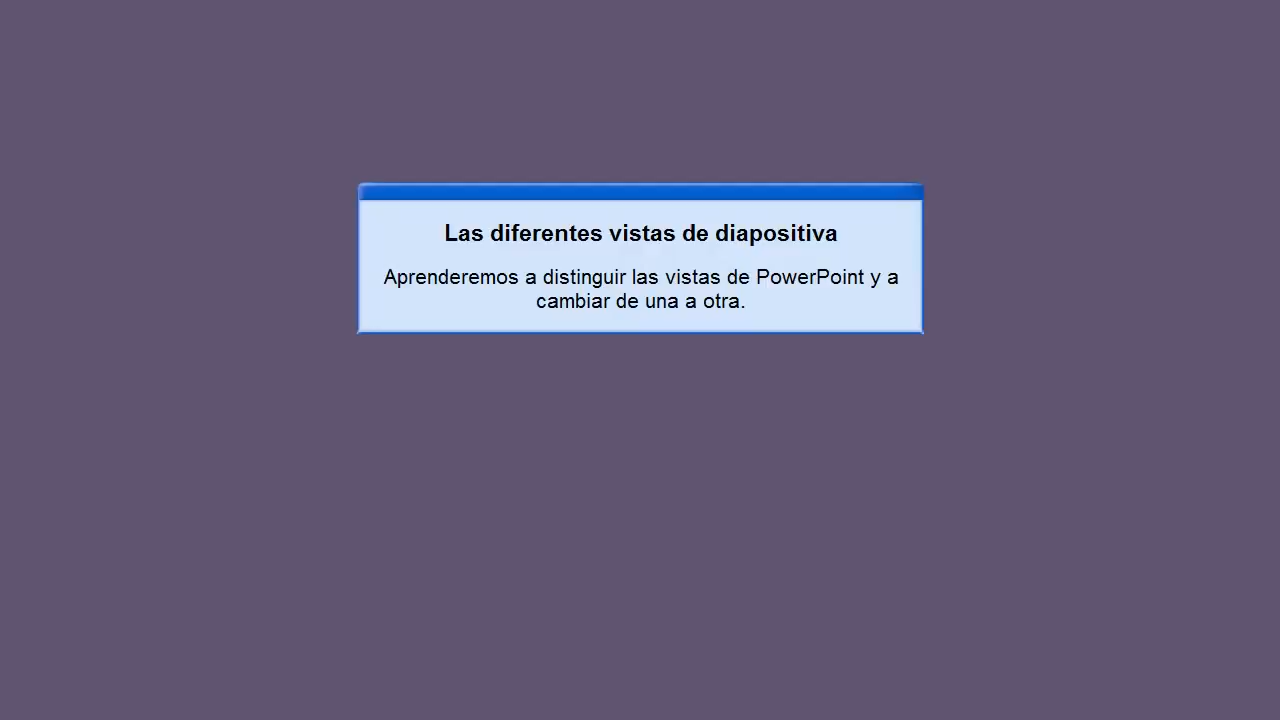 Las diferentes vistas de diapositiva
Aprenderemos a distinguir las vistas de PowerPoint y a
cambiar de una a otra.